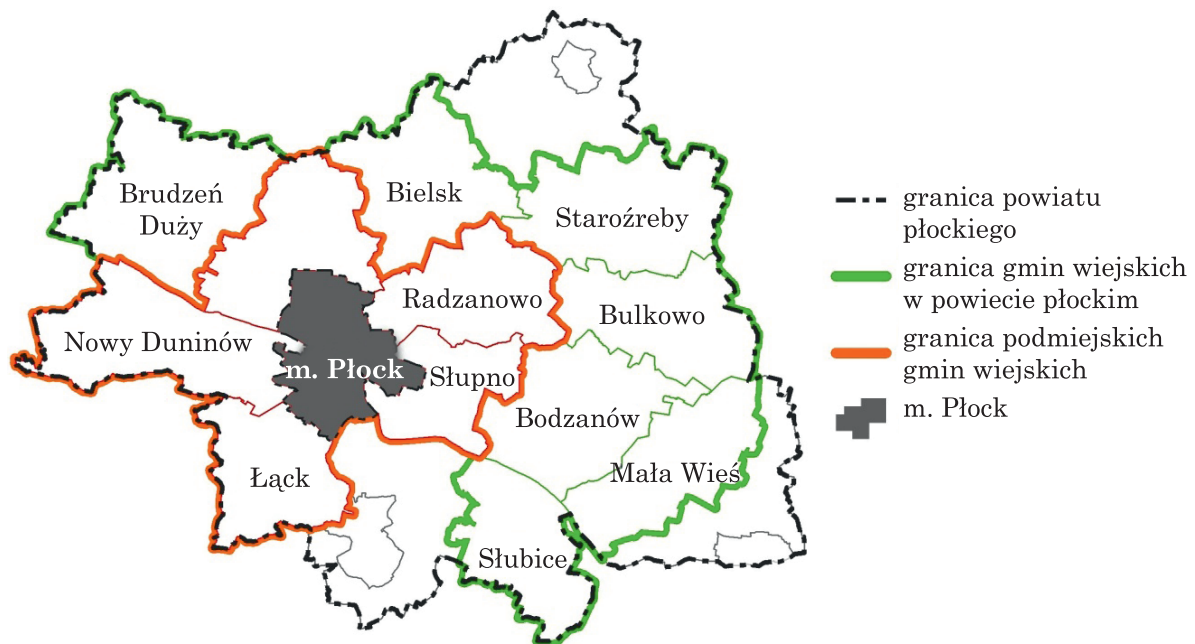 Brudzeń
Duży
Bielsk
Staroźreby
Radzanowo
Bulkowo
Nowy Duninów
m. Płock
Słupno
Bodzanów
Łąck
Mała Wieś
Słubice
granica powiatu
płockiego
granica gmin wiejskich
w powiecie płockim
granica podmiejskich
gmin wiejskich
m. Płock